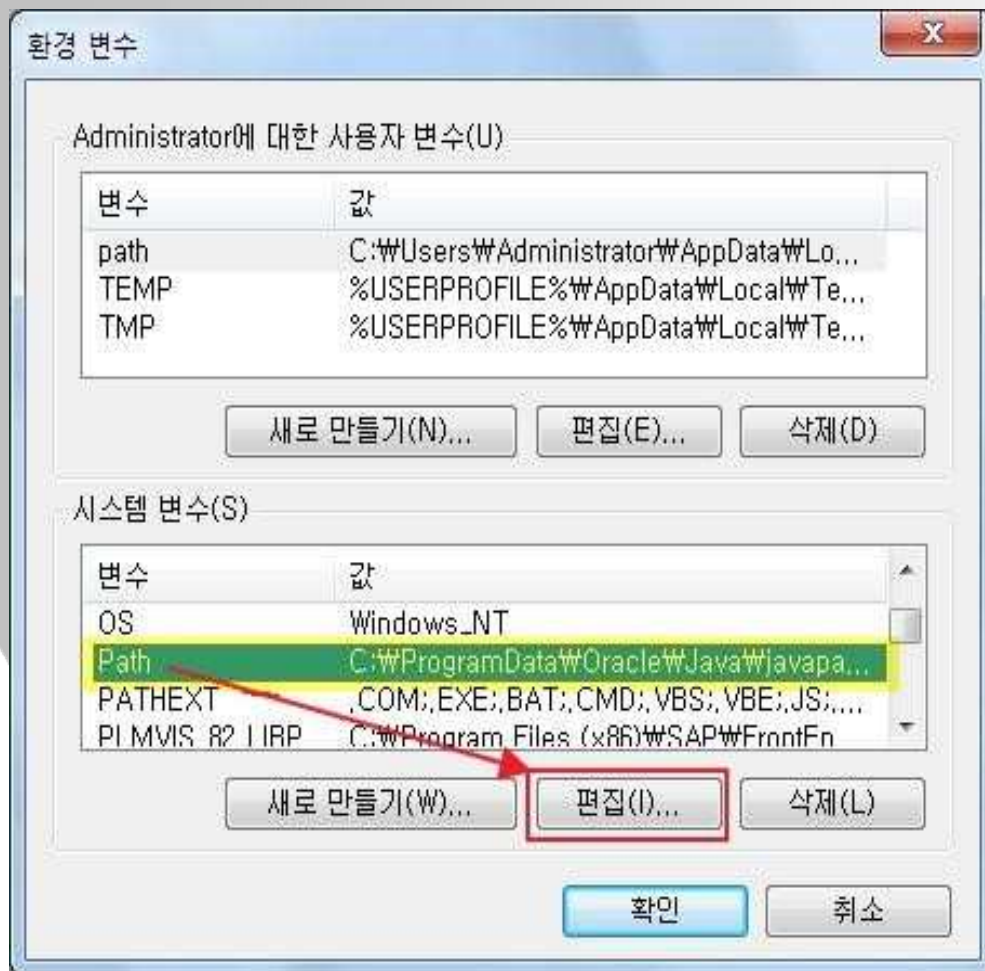 환경 변수
Administrator에 대한 사용자 변수(U)
변수 값
path C:₩Users₩Administrator₩AppData₩Lo...
TEMP %USERPROFILE%₩AppData₩Local₩Te...
TMP %USERPROFILE%₩AppData₩Local₩Te...
새로 만들기(N)... 편집(E)... 삭제(D)
시스템 변수(S)
변수 값
OS Windows_NT
Path C:₩ProgramData₩Oracle₩Java₩javapa...
PATHEXT .COM;.EXE;.BAT;.CMD;.VBS;.VBE;.JS;....
PLMVIS_82_LIBP C:₩Program Files (x86)₩SAP₩FrontEn
새로 만들기(W)... 편집(I)... 삭제(L)
확인 취소